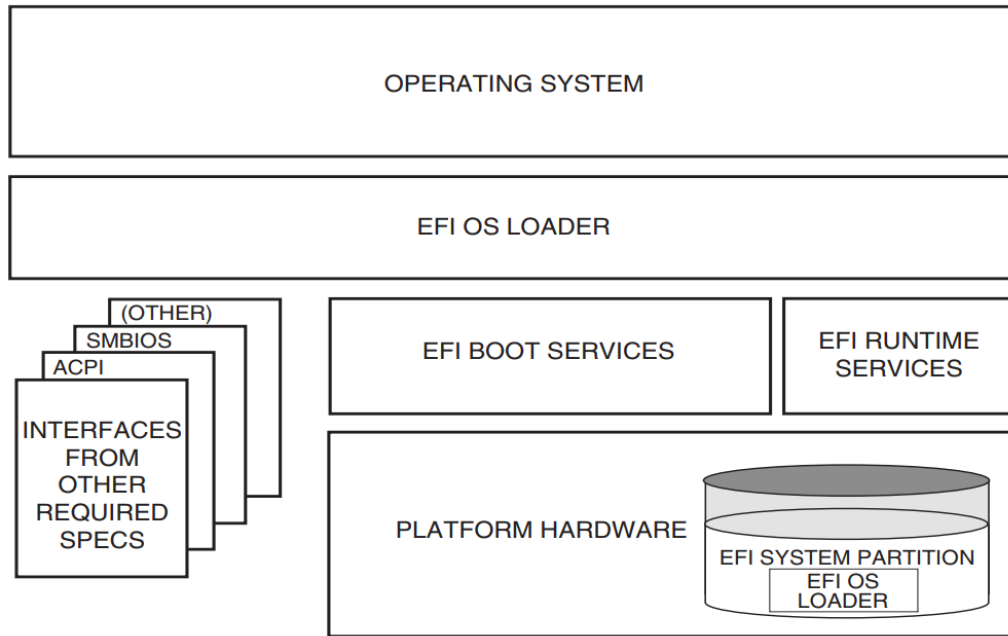 OPERATING SYSTEM
EFI OS LOADER
(OTHER)
SMBIOS
ACPI
INTERFACES
FROM
OTHER
REQUIRED
SPECS
EFI BOOT SERVICES
EFI RUNTIME
SERVICES
PLATFORM HARDWARE
EFI SYSTEM PARTITION
EFI OS
LOADER